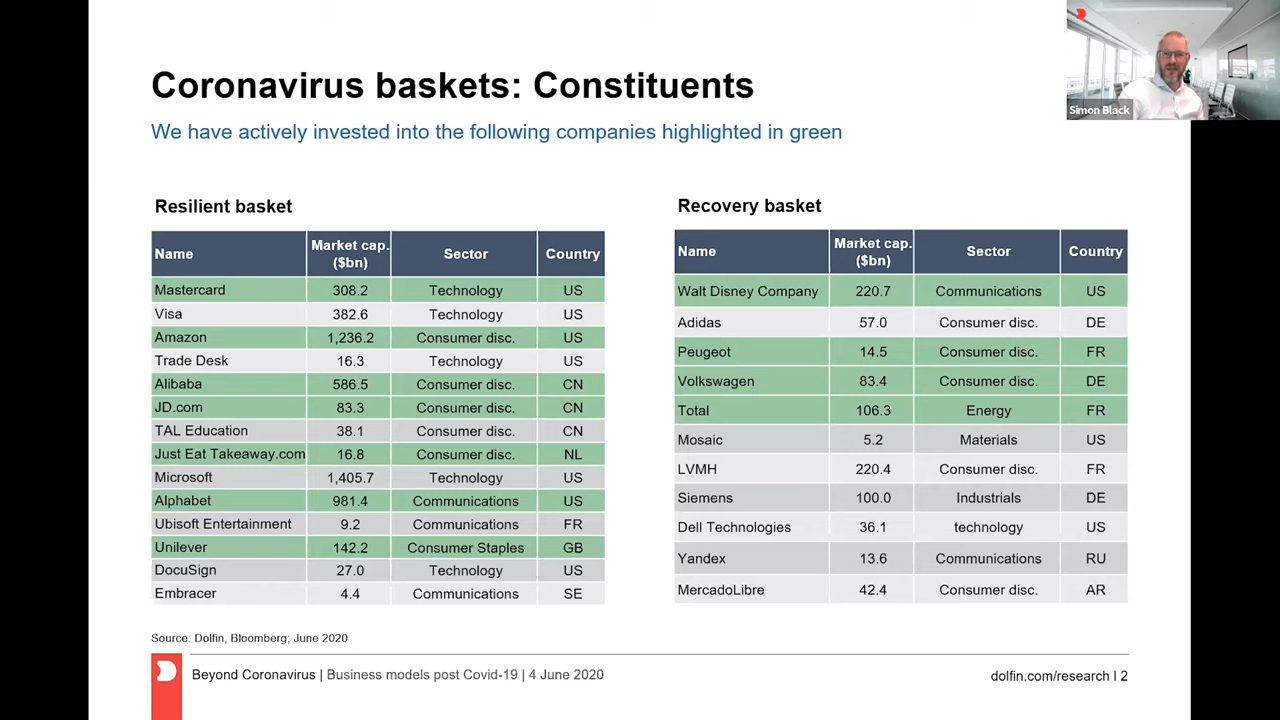 Simon Black
Coronavirus baskets: Constituents
We have actively invested into the following companies highlighted in green
Resilient basket
Name Market cap. ($bn) Sector Country
Mastercard 308.2 Technology US
Visa 382.6 Technology US
Amazon 1,236.2 Consumer disc. US
Trade Desk 16.3 Technology US
Alibaba 586.5 Consumer disc. CN
JD.com 83.3 Consumer disc. CN
TAL Education 38.1 Consumer disc. CN
Just Eat Takeaway.com 16.8 Consumer disc. NL
Microsoft 1,405.7 Technology US
Alphabet 981.4 Communications US
Ubisoft Entertainment 9.2 Communications FR
Unilever 142.2 Consumer Staples GB
DocuSign 27.0 Technology US
Embracer 4.4 Communications SE
Recovery basket
Name Market cap. ($bn) Sector Country
Walt Disney Company 220.7 Communications US
Adidas 57.0 Consumer disc. DE
Peugeot 14.5 Consumer disc. FR
Volkswagen 83.4 Consumer disc. DE
Total 106.3 Energy FR
Mosaic 5.2 Materials US
LVMH 220.4 Consumer disc. FR
Siemens 100.0 Industrials DE
Dell Technologies 36.1 technology US
Yandex 13.6 Communications RU
MercadoLibre 42.4 Consumer disc. AR
Source: Dolfin, Bloomberg; June 2020
Beyond Coronavirus | Business models post Covid-19 | 4 June 2020
dolfin.com/research I 2